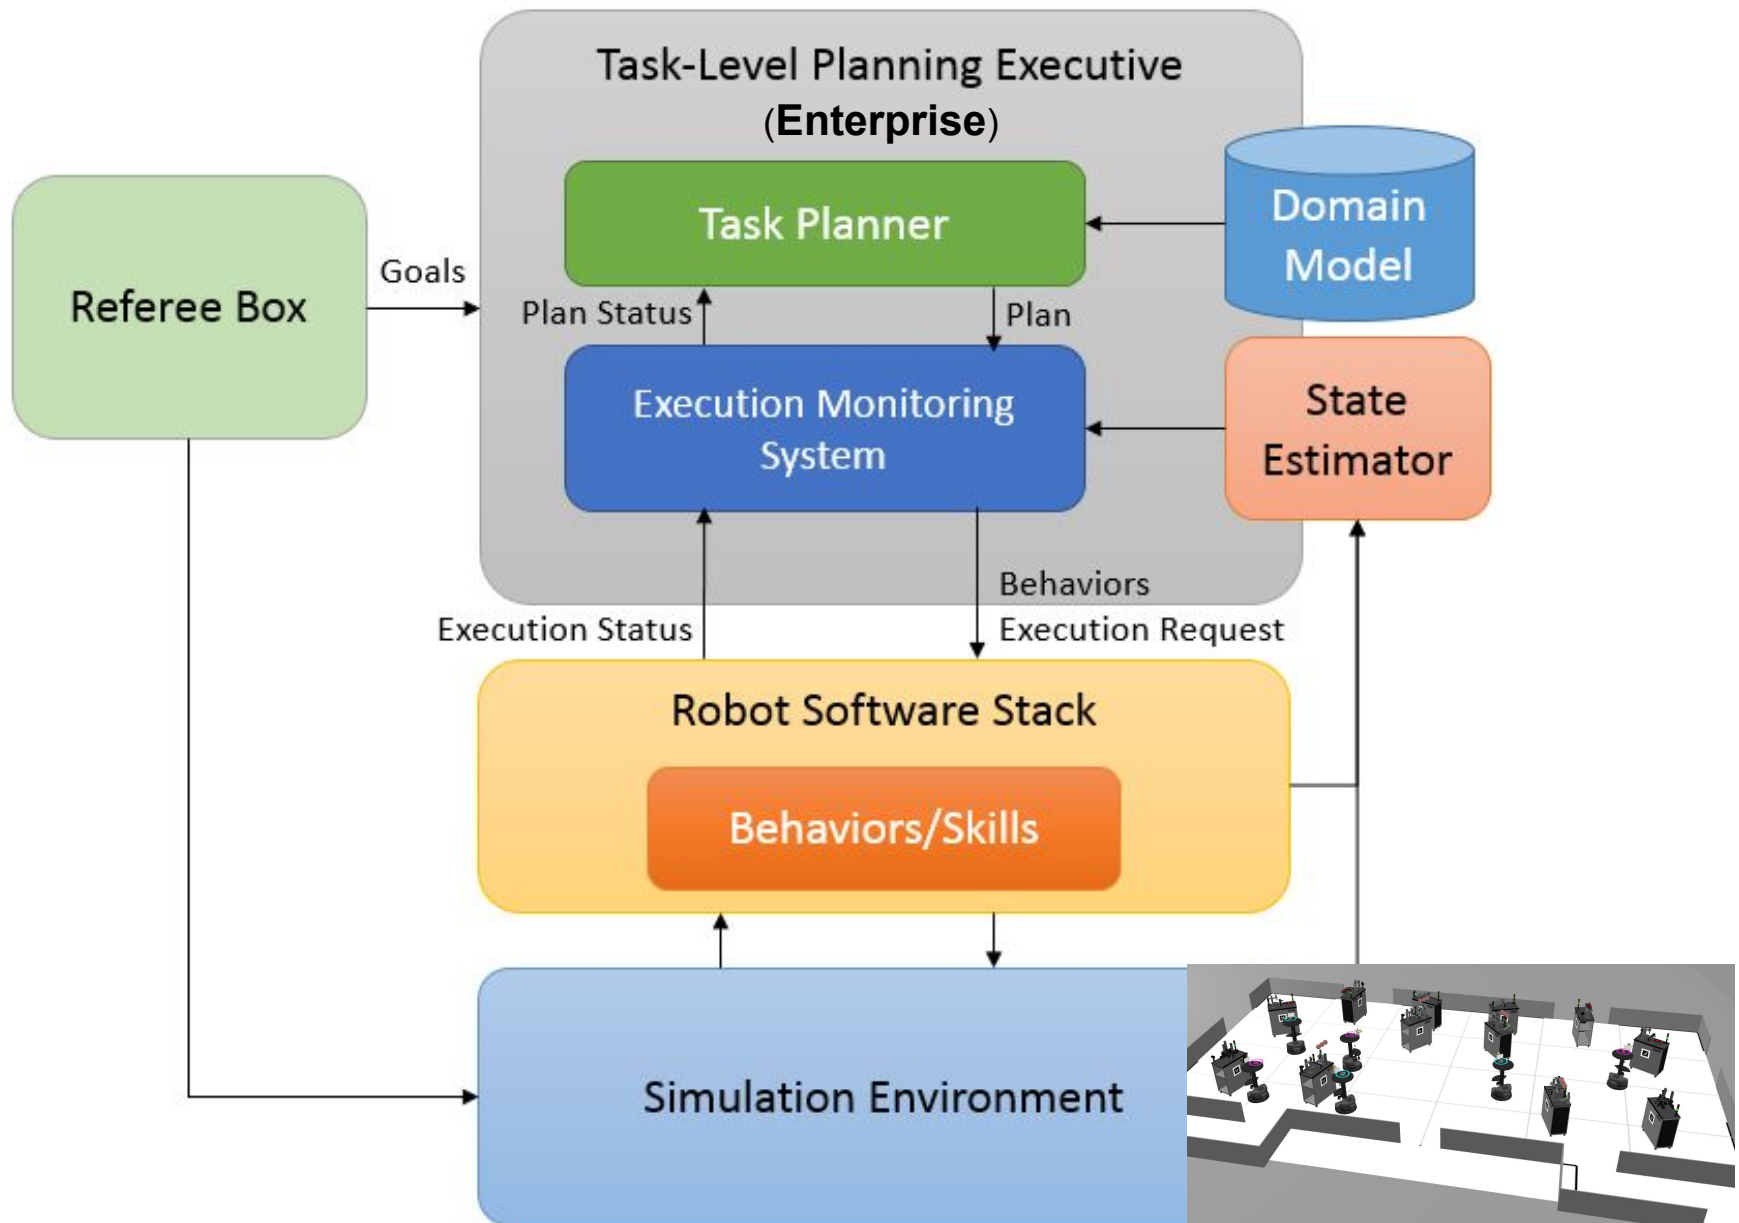 Task-Level Planning Executive
(Enterprise)
Task Planner
Domain
Model
Referee Box
Goals
Plan Status
Plan
Execution Monitoring
System
State
Estimator
Behaviors
Execution Status
Execution Request
Robot Software Stack
Behaviors/Skills
Simulation Environment